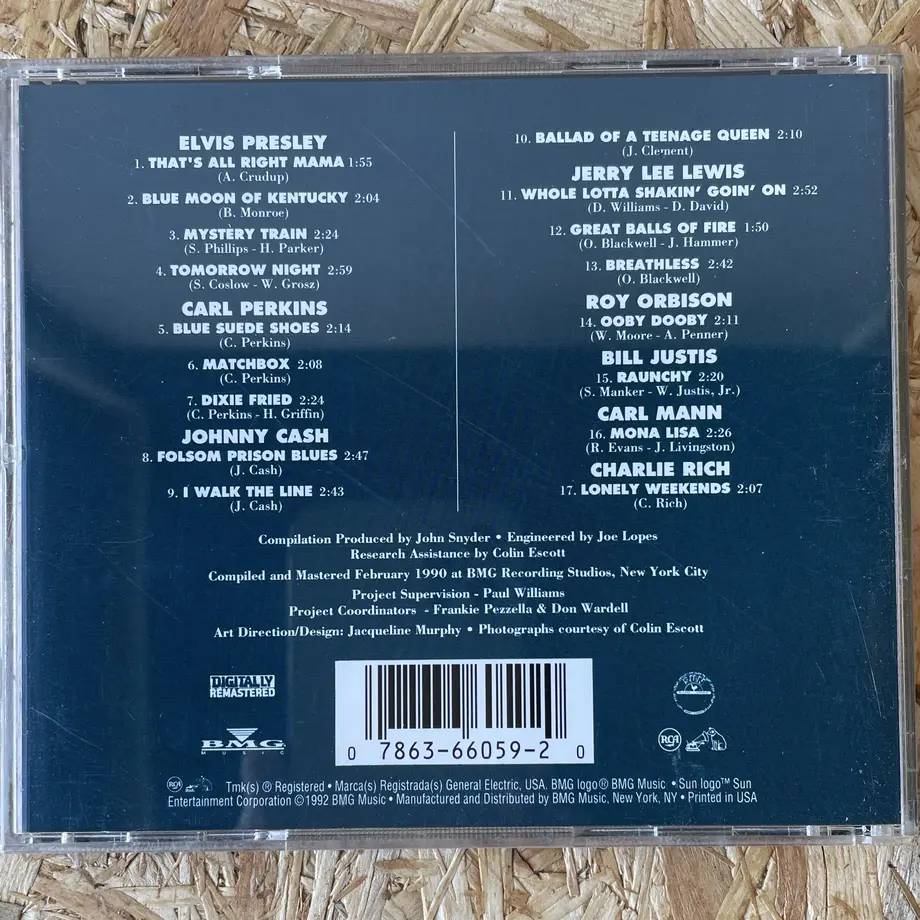 ELVIS PRESLEY
1. THAT'S ALL RIGHT MAMA 1:55
(A. Crudup)
2. BLUE MOON OF KENTUCKY 2:04
(B. Monroe)
3. MYSTERY TRAIN 2:24
(S. Phillips - H. Parker)
4. TOMORROW NIGHT 2:59
(S. Coslow - W. Grosz)
CARL PERKINS
5. BLUE SUEDE SHOES 2:14
(C. Perkins)
6. MATCHBOX 2:08
(C. Perkins)
7. DIXIE FRIED 2:24
(C. Perkins - H. Griffin)
JOHNNY CASH
8. FOLSOM PRISON BLUES 2:47
(J. Cash)
9. I WALK THE LINE 2:43
(J. Cash)
10. BALLAD OF A TEENAGE QUEEN 2:10
(J. Clement)
JERRY LEE LEWIS
11. WHOLE LOTTA SHAKIN' GOIN' ON 2:52
(D. Williams - D. David)
12. GREAT BALLS OF FIRE 1:50
(O. Blackwell - J. Hammer)
13. BREATHLESS 2:42
(O. Blackwell)
ROY ORBISON
14. OOBY DOOBY 2:11
(W. Moore - A. Penner)
BILL JUSTIS
15. RAUNCHY 2:20
(S. Manker - W. Justis, Jr.)
CARL MANN
16. MONA LISA 2:26
(R. Evans - J. Livingston)
CHARLIE RICH
17. LONELY WEEKENDS 2:07
(C. Rich)
Compilation Produced by John Snyder • Engineered by Joe Lopes
Research Assistance by Colin Escott
Compiled and Mastered February 1990 at BMG Recording Studios, New York City
Project Supervision - Paul Williams
Project Coordinators - Frankie Pezzella & Don Wardell
Art Direction/Design: Jacqueline Murphy • Photographs courtesy of Colin Escott
DIGITALLY
REMASTERED
BMG
MUSIC
0 7863-66059-2 0
RCA
RCA Tmk(s) ® Registered • Marca(s) Registrada(s) General Electric, USA. BMG logo® BMG Music • Sun logo™ Sun
Entertainment Corporation ©1992 BMG Music • Manufactured and Distributed by BMG Music, New York, NY • Printed in USA